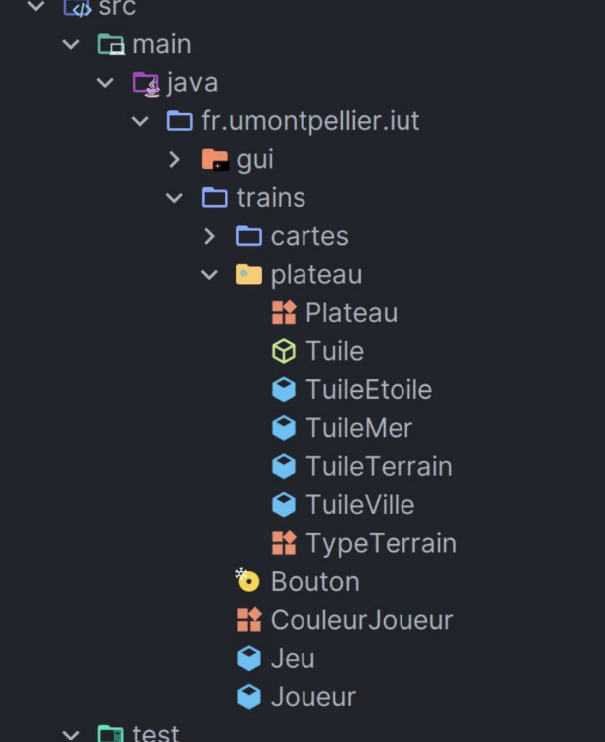 src
main
java
fr.umontpellier.iut
gui
trains
cartes
plateau
Plateau
Tuile
TuileEtoile
TuileMer
TuileTerrain
TuileVille
TypeTerrain
Bouton
CouleurJoueur
Jeu
Joueur
test